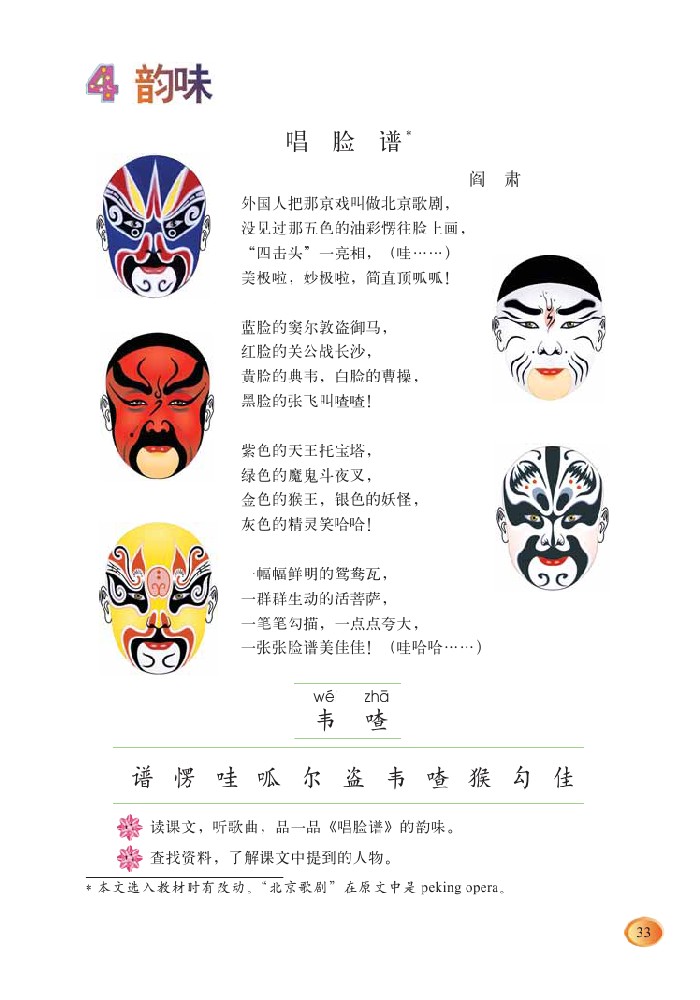 4 韵味
唱脸谱*
阎肃
外国人把那京戏叫做北京歌剧，
没见过那五色的油彩愣往脸上画，
“四击头”一亮相，（哇……）
美极啦，妙极啦，简直顶呱呱！
蓝脸的窦尔敦盗御马，
红脸的关公战长沙，
黄脸的典韦，白脸的曹操，
黑脸的张飞叫喳喳！
紫色的天王托宝塔，
绿色的魔鬼斗夜叉，
金色的猴王，银色的妖怪，
灰色的精灵笑哈哈！
一幅幅鲜明的鸳鸯瓦，
一群群生动的活菩萨，
一笔笔勾描，一点点夸大，
一张张脸谱美佳佳！（哇哈哈……）
wé zhā
韦 喳
谱 愣 哇 呱 尔 盗 韦 喳 猴 勾 佳
读课文，听歌曲，品一品《唱脸谱》的韵味。
查找资料，了解课文中提到的人物。
* 本文选入教材时有改动。“北京歌剧”在原文中是 peking opera。
33